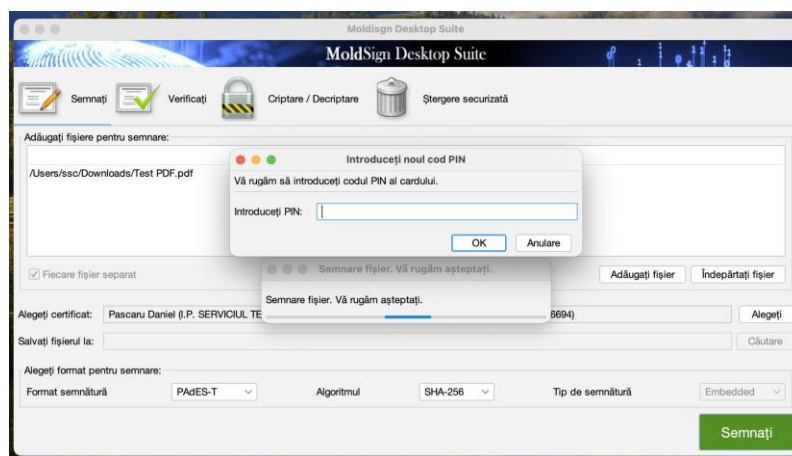 Moldisgn Desktop Suite
MoldSign Desktop Suite
Semnați
Verificați
Criptare / Decriptare
Ștergere securizată
Adăugați fișiere pentru semnare:
/Users/ssc/Downloads/Test PDF.pdf
Introduceți noul cod PIN
Vă rugăm să introduceți codul PIN al cardului.
Introduceți PIN:
OK
Anulare
Fiecare fișier separat
Semnare fișier. Vă rugăm așteptați.
Semnare fișier. Vă rugăm așteptați.
Adăugați fișier
Îndepărtați fișier
Alegeți certificat:
Pascaru Daniel (I.P. SERVICIUL TE
6694)
Alegeți
Salvați fișierul la:
Căutare
Alegeți format pentru semnare:
Format semnătură
PAdES-T
Algoritmul
SHA-256
Tip de semnătură
Embedded
Semnați